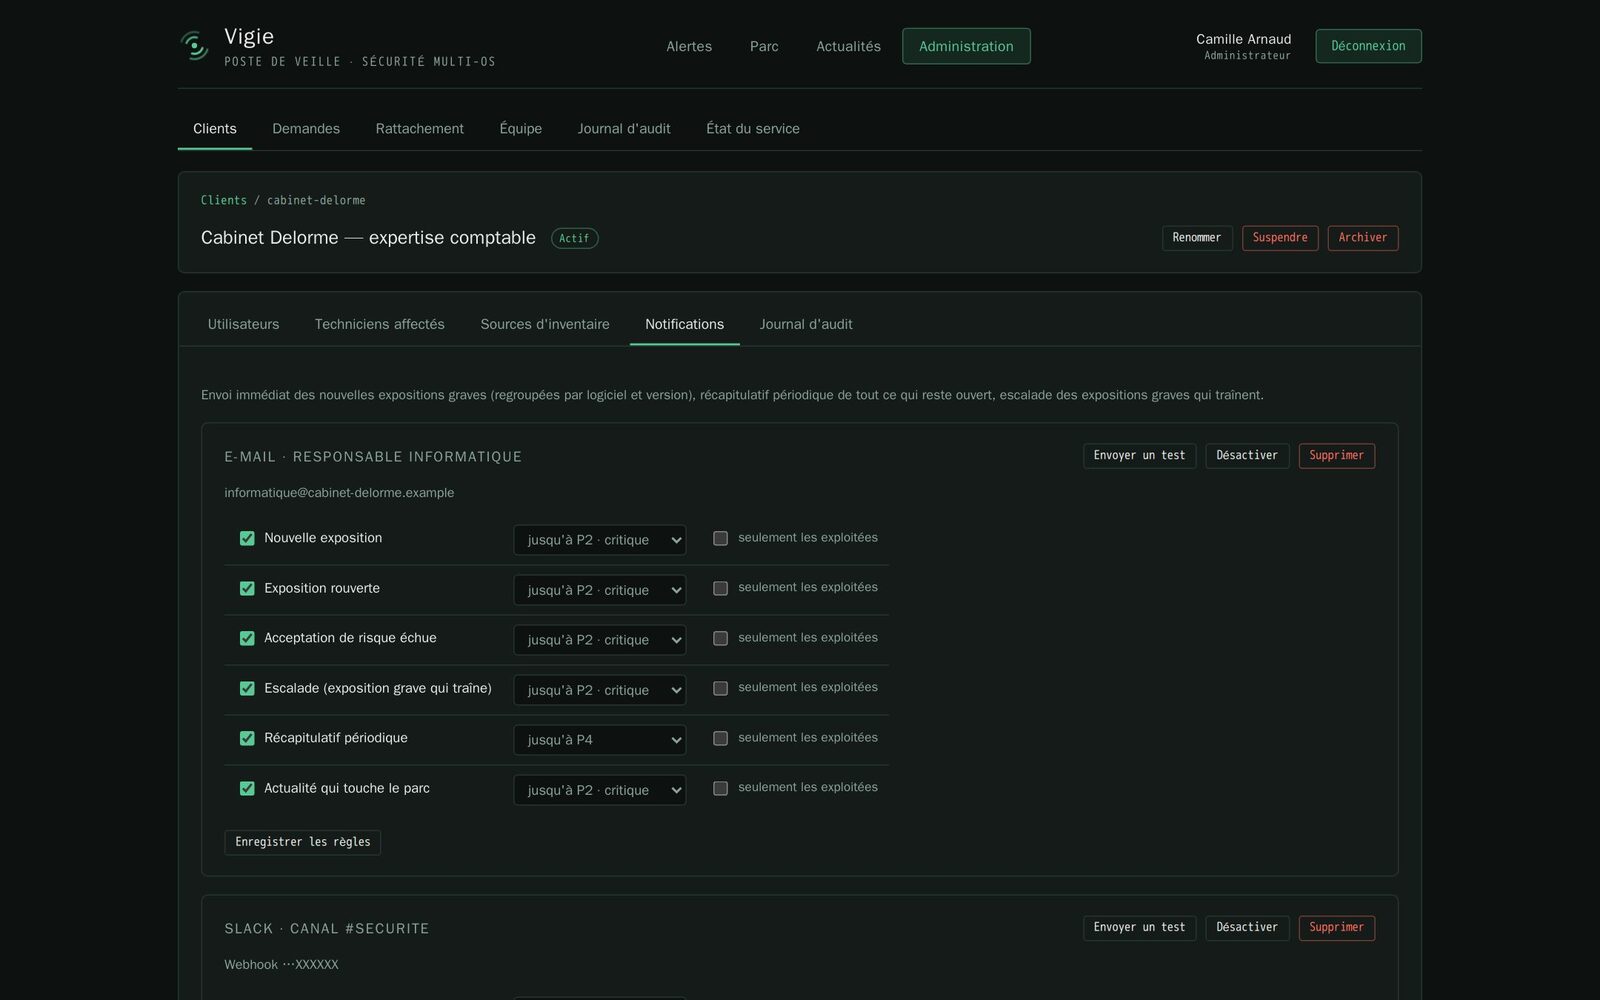 Vigie
POSTE DE VEILLE · SÉCURITÉ MULTI-OS
Alertes Parc Actualités Administration
Camille Arnaud
Administrateur
Déconnexion
Clients Demandes Rattachement Équipe Journal d'audit État du service
Clients / cabinet-delorme
Cabinet Delorme — expertise comptable Actif
Renommer Suspendre Archiver
Utilisateurs Techniciens affectés Sources d'inventaire Notifications Journal d'audit
Envoi immédiat des nouvelles expositions graves (regroupées par logiciel et version), récapitulatif périodique de tout ce qui reste ouvert, escalade des expositions graves qui traînent.
E-MAIL · RESPONSABLE INFORMATIQUE
Envoyer un test Désactiver Supprimer
informatique@cabinet-delorme.example
Nouvelle exposition jusqu'à P2 · critique seulement les exploitées
Exposition rouverte jusqu'à P2 · critique seulement les exploitées
Acceptation de risque échue jusqu'à P2 · critique seulement les exploitées
Escalade (exposition grave qui traîne) jusqu'à P2 · critique seulement les exploitées
Récapitulatif périodique jusqu'à P4 seulement les exploitées
Actualité qui touche le parc jusqu'à P2 · critique seulement les exploitées
Enregistrer les règles
SLACK · CANAL #SECURITE
Envoyer un test Désactiver Supprimer
Webhook ···XXXXXX